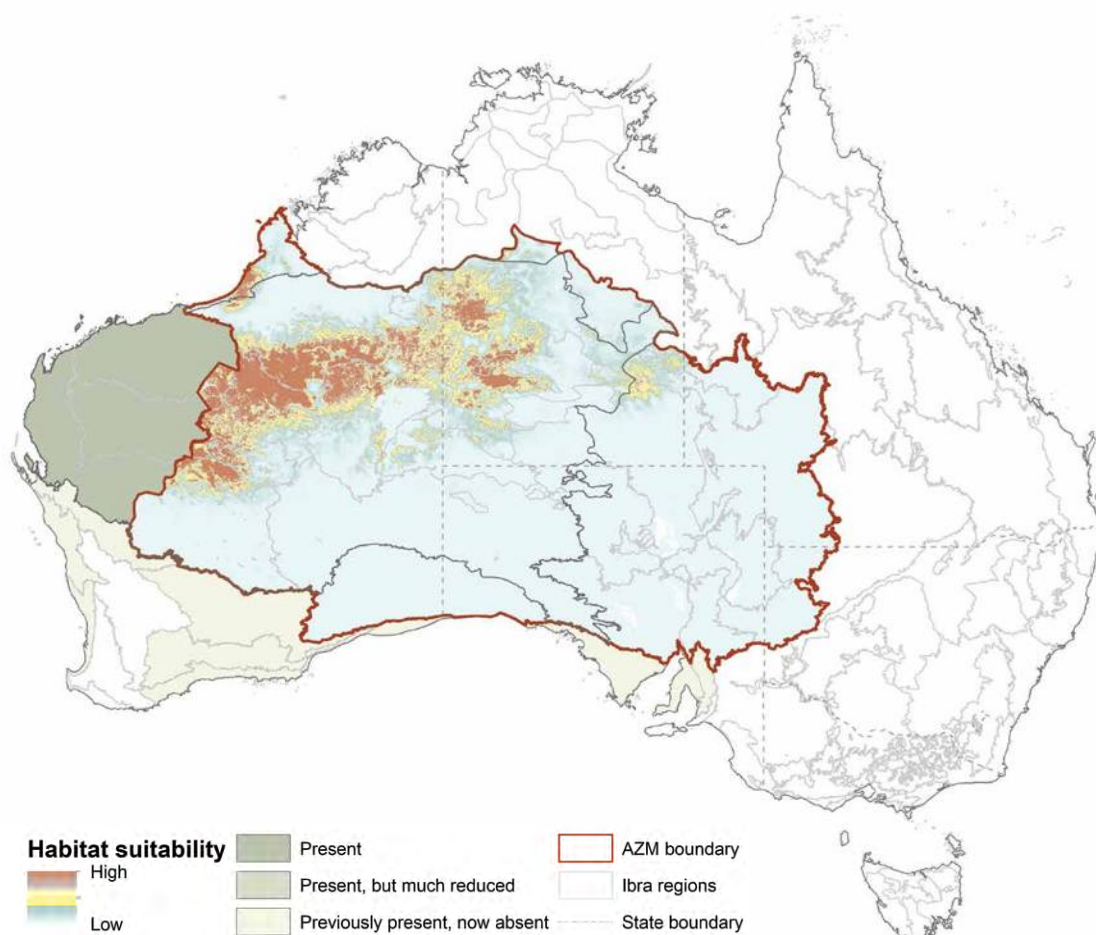 Habitat suitability
High
Low
Present
Present, but much reduced
Previously present, now absent
AZM boundary
Ibra regions
State boundary